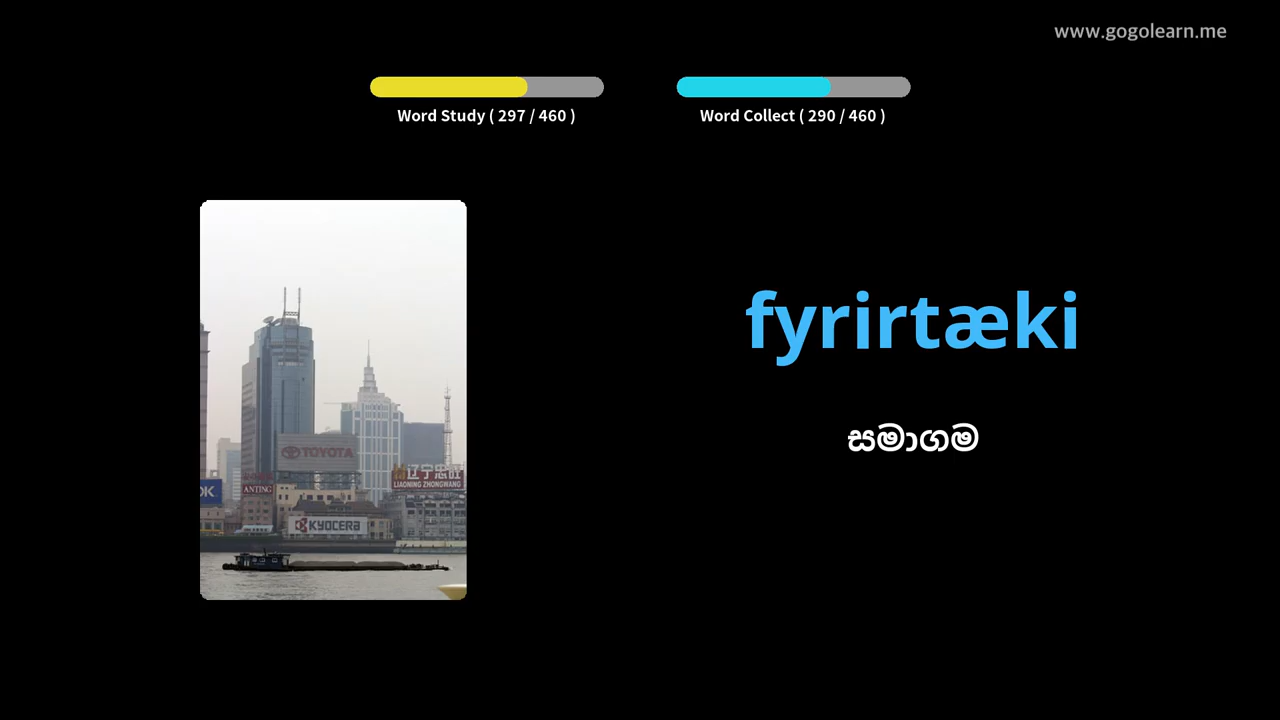 www.gogolearn.me
Word Study ( 297 / 460 )
Word Collect ( 290 / 460 )
fyrirtæki
සමාගම
TOYOTA
辽宁忠旺
LIAONING ZHONGWANG
ANTING
KYOCERA